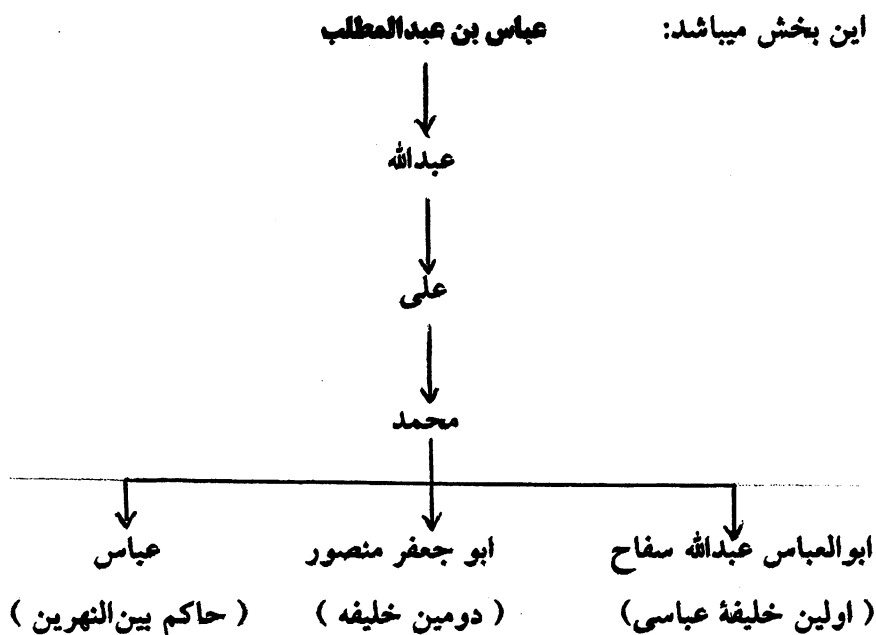 این بخش میباشد: عباس بن عبدالمطلب
عبدالله
علی
محمد
ابوالعباس عبدالله سفاح ابو جعفر منصور عباس
( اولین خلیفهٔ عباسی) ( دومین خلیفه ) ( حاکم بین‌النهرین )